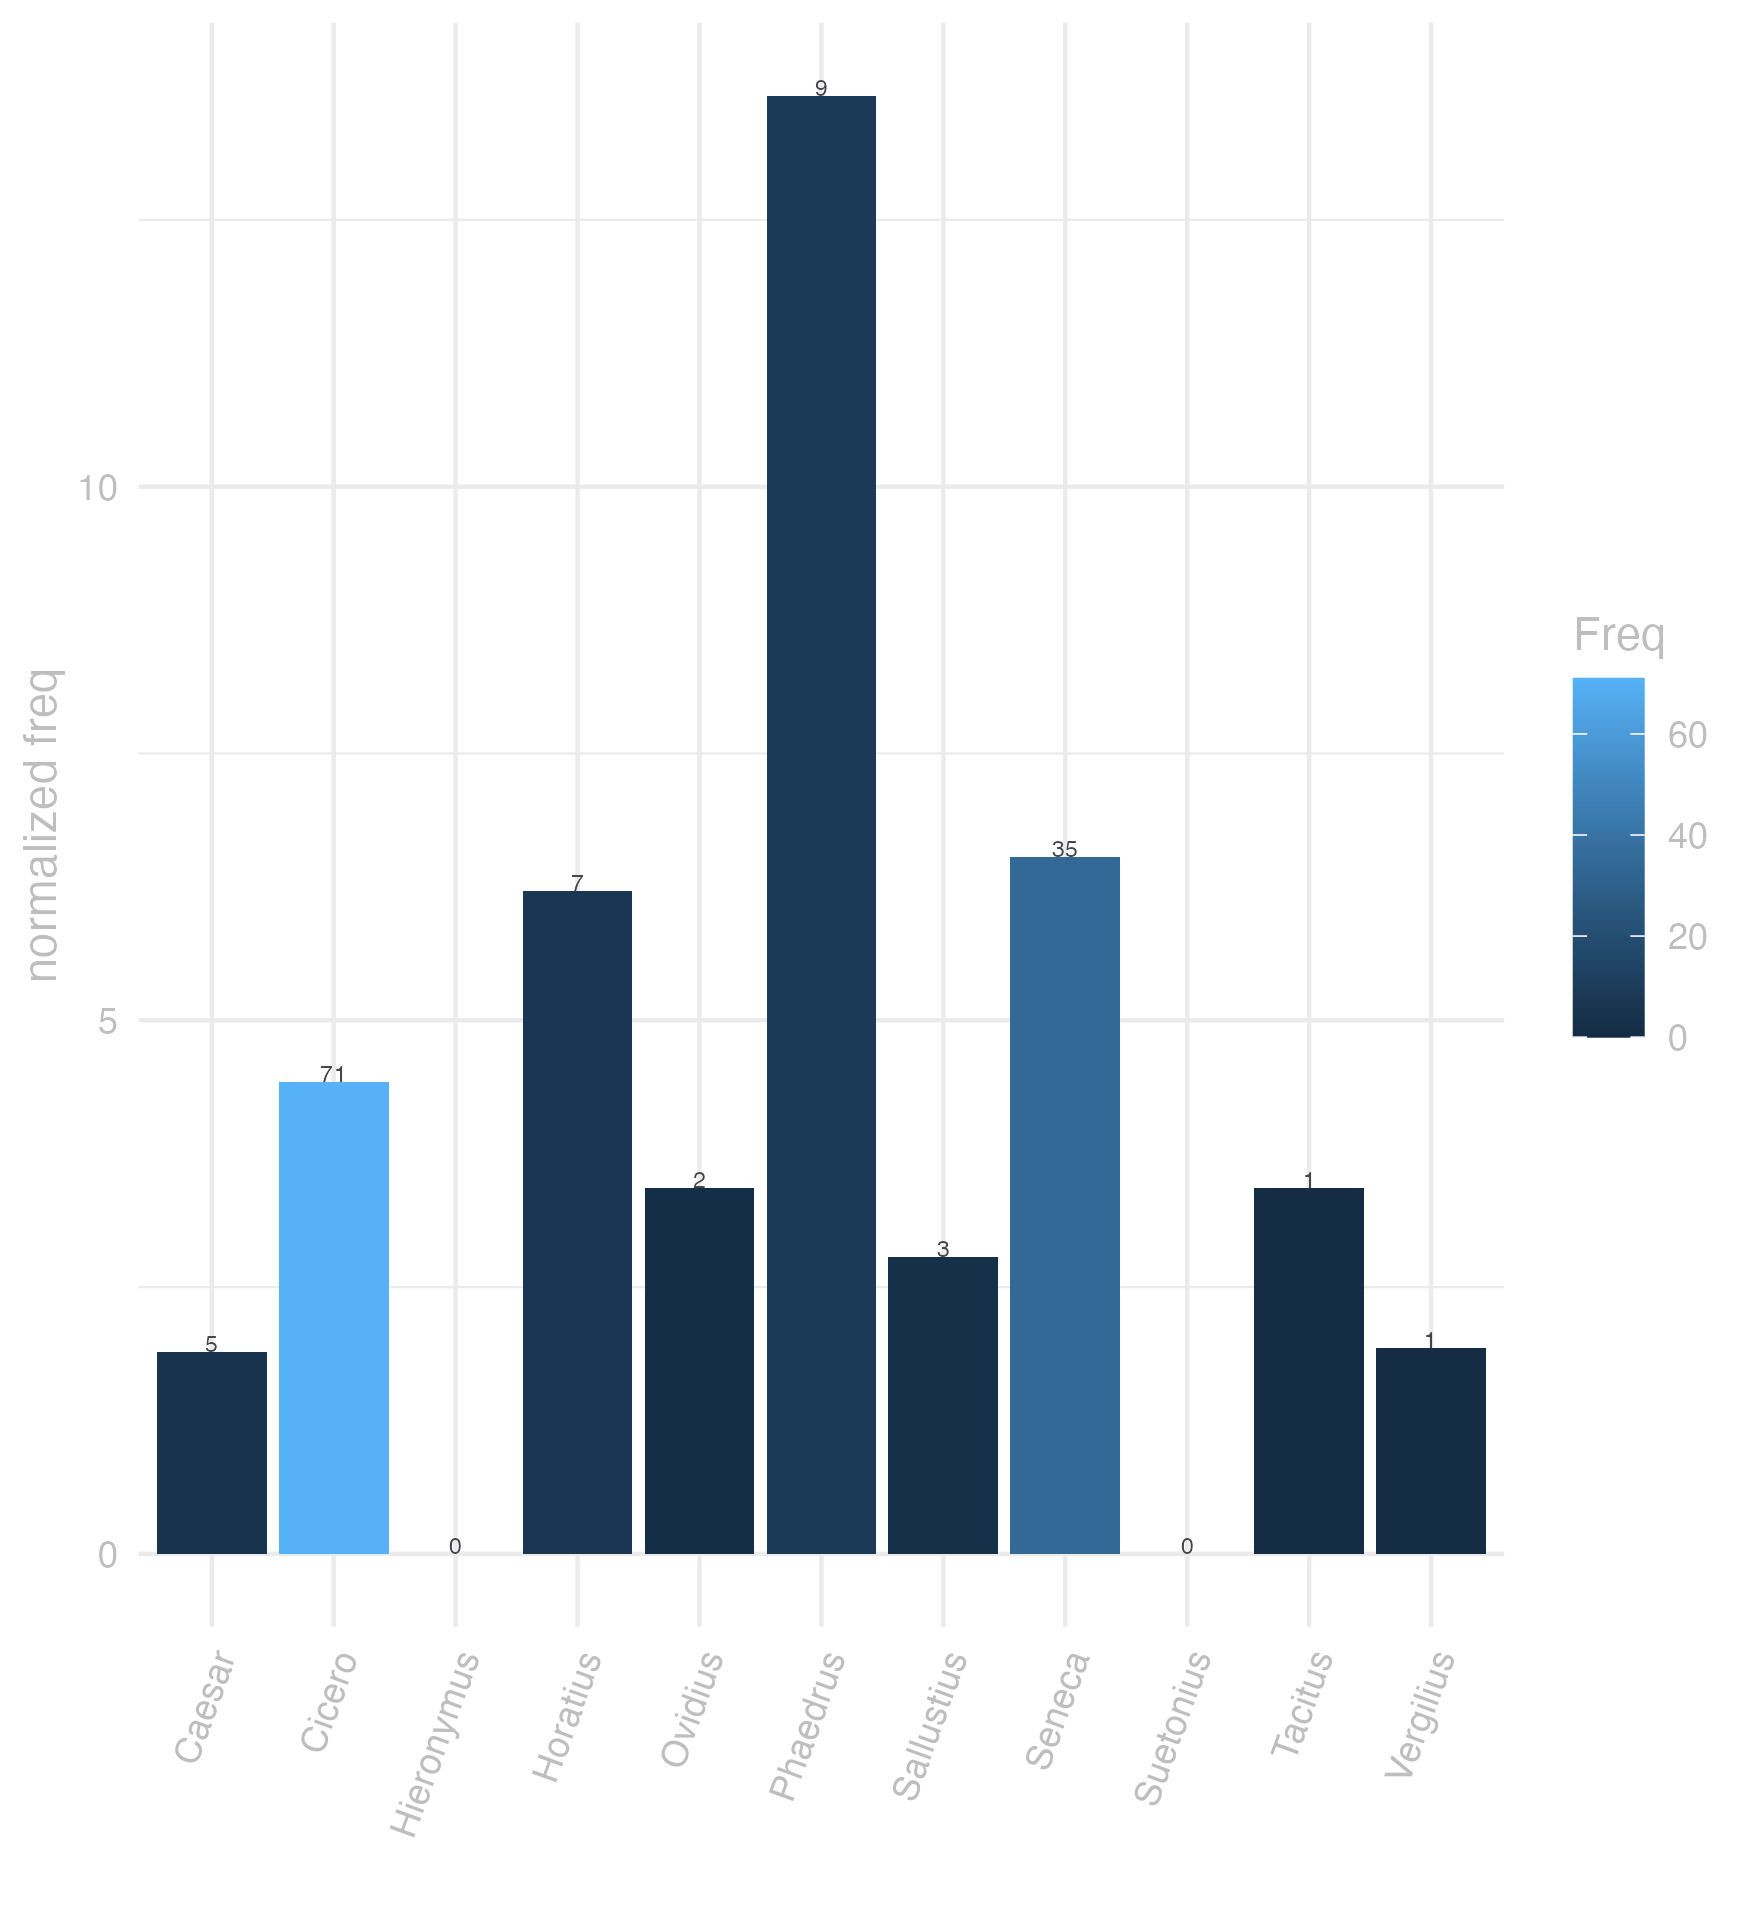 9
10
Freq
normalized freq
60
35
40
7
20
5
0
71
2
1
3
5
1
0
0
0
Caesar
Cicero
Hieronymus
Horatius
Ovidius
Phaedrus
Sallustius
Seneca
Suetonius
Tacitus
Vergilius